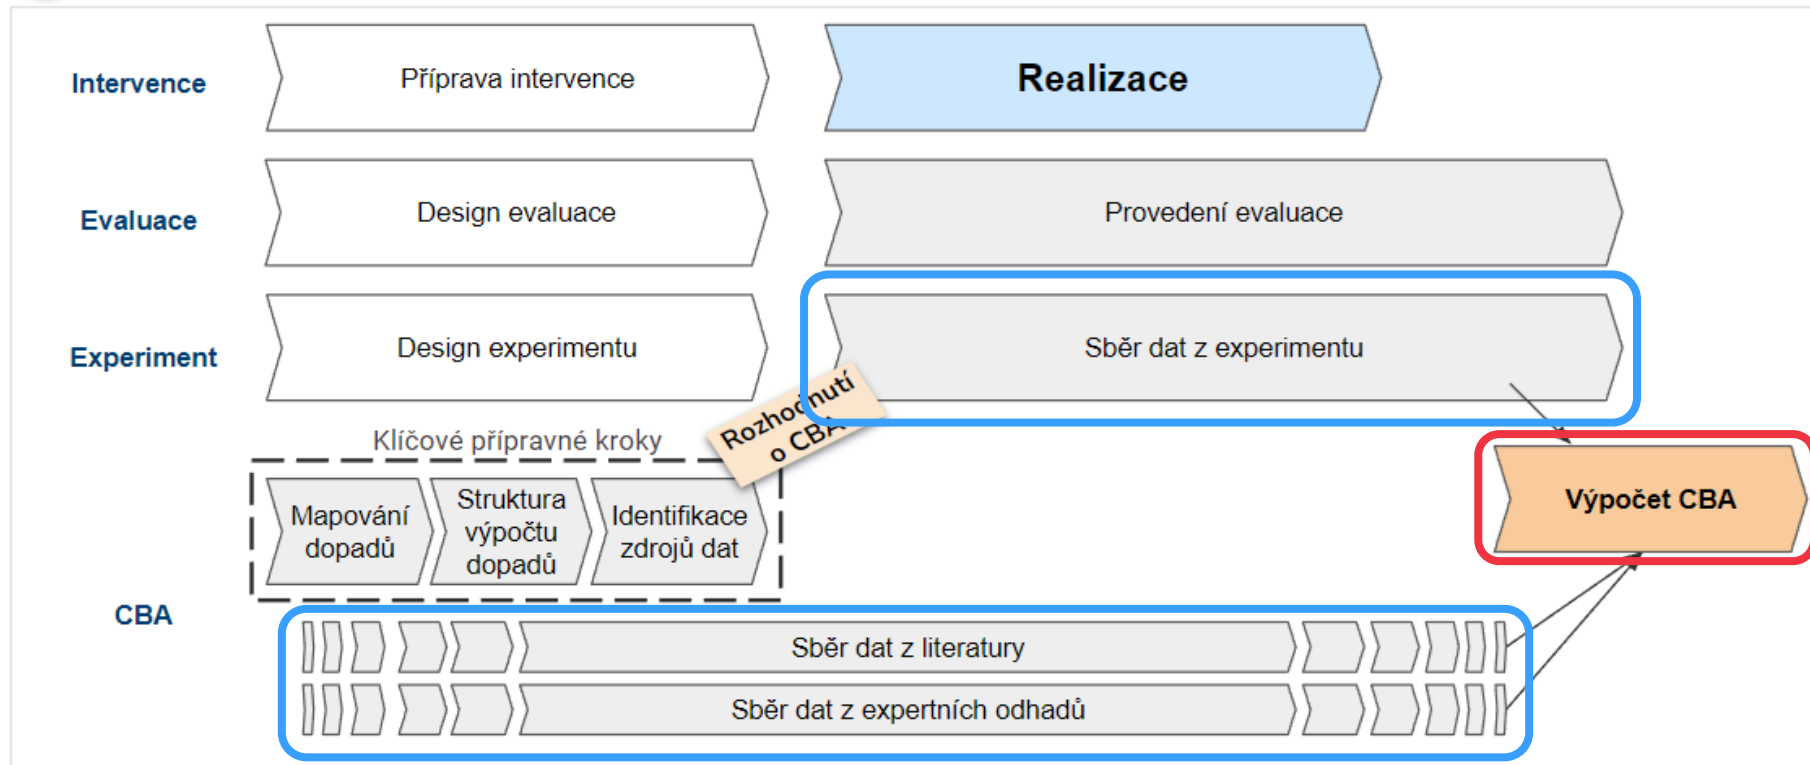 Intervence
Příprava intervence
Realizace
Evaluace
Design evaluace
Provedení evaluace
Experiment
Design experimentu
Sběr dat z experimentu
Rozhodnutí
o CBA
Klíčové přípravné kroky
Mapování
dopadů
Struktura
výpočtu
dopadů
Identifikace
zdrojů dat
Výpočet CBA
CBA
Sběr dat z literatury
Sběr dat z expertních odhadů